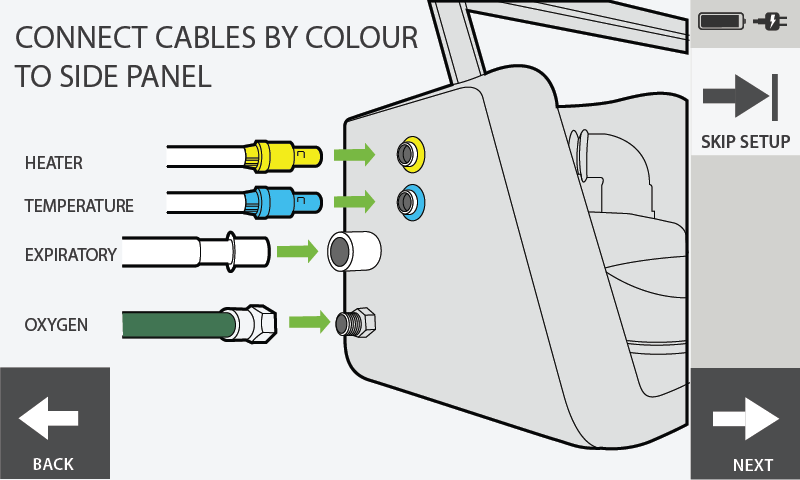 CONNECT CABLES BY COLOUR
TO SIDE PANEL
SKIP SETUP
HEATER
TEMPERATURE
EXPIRATORY
OXYGEN
BACK
NEXT